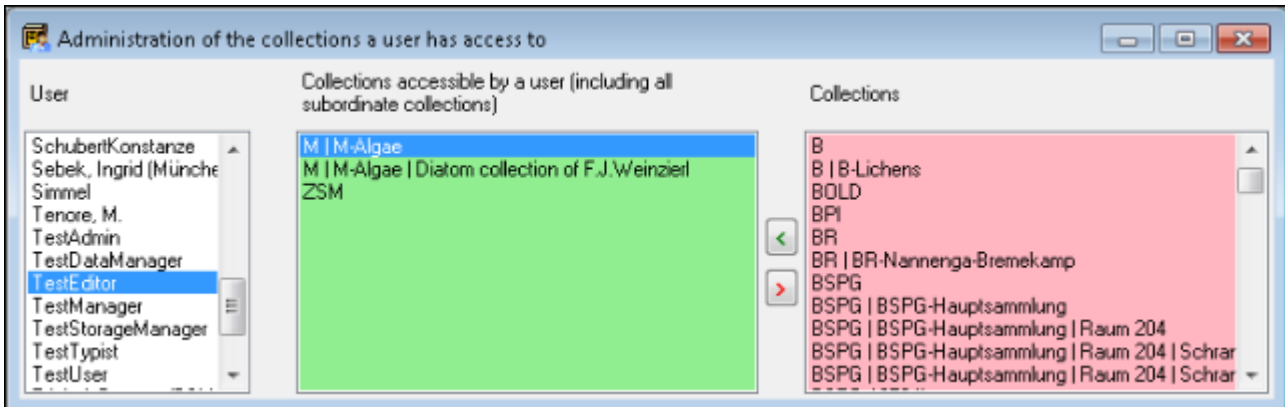 Administration of the collections a user has access to
User
Collections accessible by a user (including all
subordinate collections)
Collections
SchubertKonstanze
Sebek, Ingrid (Münche
Simmel
Tenore, M.
TestAdmin
TestDataManager
TestEditor
TestManager
TestStorageManager
TestTypist
TestUser
M | M-Algae
M | M-Algae | Diatom collection of F.J.Weinzierl
ZSM
B
B | B-Lichens
BOLD
BPI
BR
BR | BR-Nannenga-Bremekamp
BSPG
BSPG | BSPG-Hauptsammlung
BSPG | BSPG-Hauptsammlung | Raum 204
BSPG | BSPG-Hauptsammlung | Raum 204 | Schrar
BSPG | BSPG-Hauptsammlung | Raum 204 | Schrar